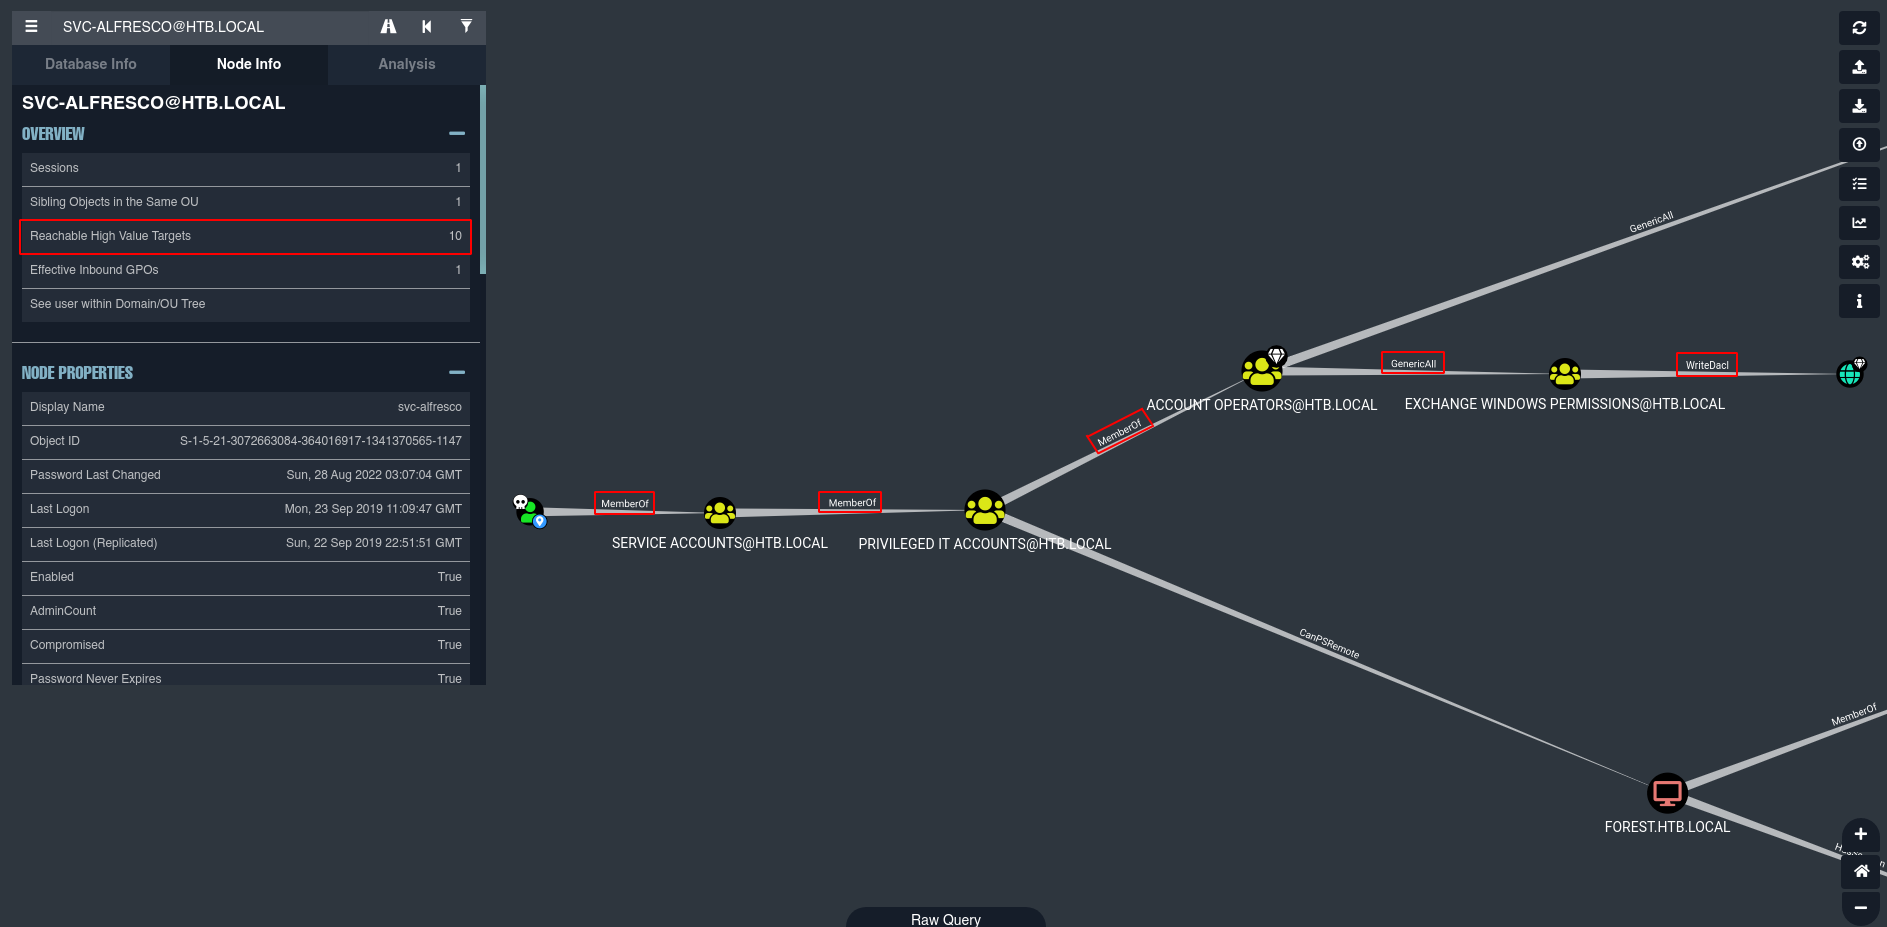 SVC-ALFRESCO@HTB.LOCAL
Database Info
Node Info
Analysis
SVC-ALFRESCO@HTB.LOCAL
OVERVIEW
Sessions 1
Sibling Objects in the Same OU 1
Reachable High Value Targets 10
Effective Inbound GPOs 1
See user within Domain/OU Tree
NODE PROPERTIES
Display Name svc-alfresco
Object ID S-1-5-21-3072663084-364016917-1341370565-1147
Password Last Changed Sun, 28 Aug 2022 03:07:04 GMT
Last Logon Mon, 23 Sep 2019 11:09:47 GMT
Last Logon (Replicated) Sun, 22 Sep 2019 22:51:51 GMT
Enabled True
AdminCount True
Compromised True
Password Never Expires True
GenericAll
GenericAll
WriteDacl
ACCOUNT OPERATORS@HTB.LOCAL
EXCHANGE WINDOWS PERMISSIONS@HTB.LOCAL
MemberOf
MemberOf
MemberOf
SERVICE ACCOUNTS@HTB.LOCAL
PRIVILEGED IT ACCOUNTS@HTB.LOCAL
CanPSRemote
MemberOf
FOREST.HTB.LOCAL
Raw Query